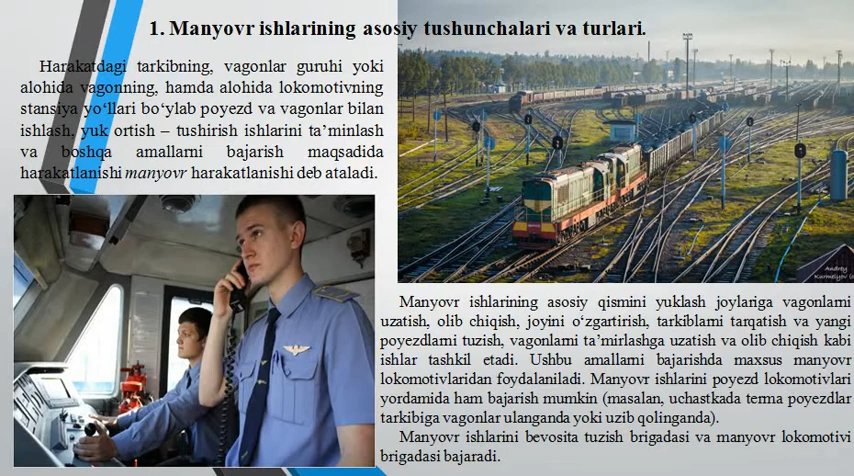 1. Manyovr ishlarining asosiy tushunchalari va turlari.
Harakatdagi tarkibning, vagonlar guruhi yoki
alohida vagonning, hamda alohida lokomotivning
stansiya yo‘llari bo‘ylab poyezd va vagonlar bilan
ishlash, yuk ortish – tushirish ishlarini ta’minlash
va boshqa amallarni bajarish maqsadida
harakatlanishi manyovr harakatlanishi deb ataladi.
Andrey
Manyovr ishlarining asosiy qismini yuklash joylariga vagonlarni
uzatish, olib chiqish, joyini o‘zgartirish, tarkiblarni tarqatish va yangi
poyezdlarni tuzish, vagonlarni ta’mirlashga uzatish va olib chiqish kabi
ishlar tashkil etadi. Ushbu amallarni bajarishda maxsus manyovr
lokomotivlaridan foydalaniladi. Manyovr ishlarini poyezd lokomotivlari
yordamida ham bajarish mumkin (masalan, uchastkada terma poyezdlar
tarkibiga vagonlar ulanganda yoki uzib qolinganda).
Manyovr ishlarini bevosita tuzish brigadasi va manyovr lokomotivi
brigadasi bajaradi.